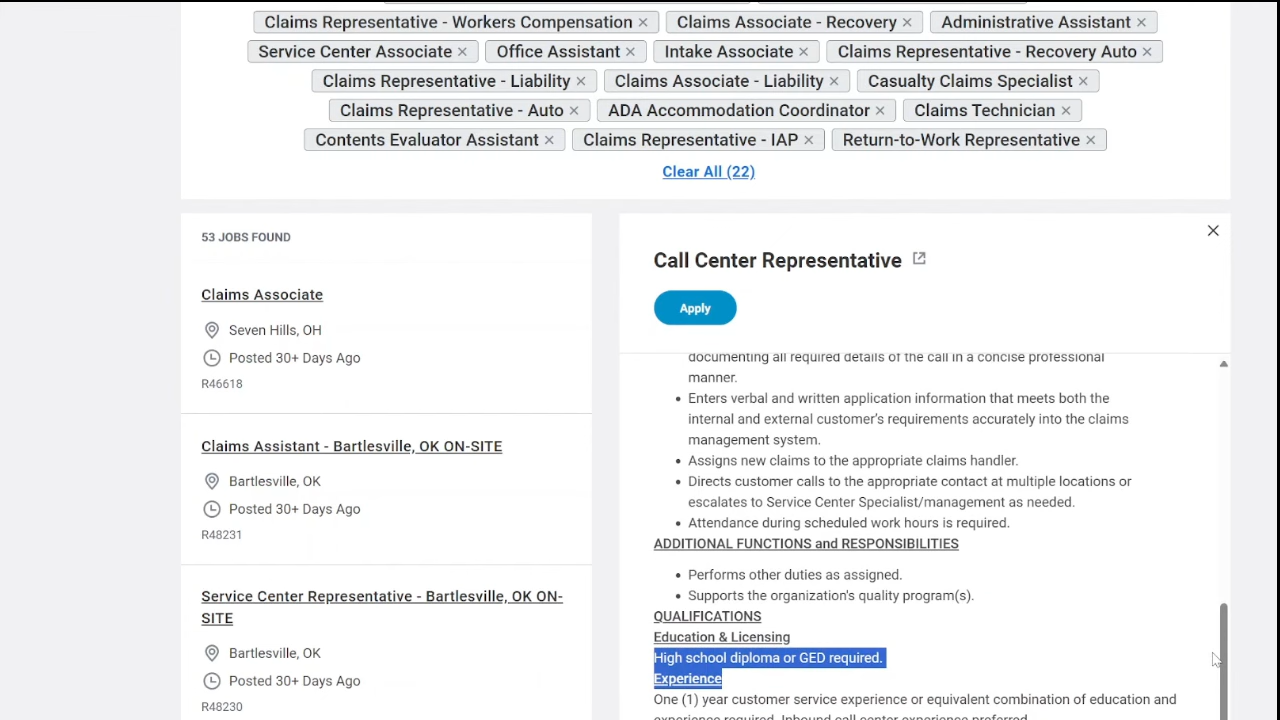 Claims Representative - Workers Compensation × Claims Associate - Recovery × Administrative Assistant ×
Service Center Associate × Office Assistant × Intake Associate × Claims Representative - Recovery Auto ×
Claims Representative - Liability × Claims Associate - Liability × Casualty Claims Specialist ×
Claims Representative - Auto × ADA Accommodation Coordinator × Claims Technician ×
Contents Evaluator Assistant × Claims Representative - IAP × Return-to-Work Representative ×
Clear All (22)
53 JOBS FOUND
Claims Associate
Seven Hills, OH
Posted 30+ Days Ago
R46618
Claims Assistant - Bartlesville, OK ON-SITE
Bartlesville, OK
Posted 30+ Days Ago
R48231
Service Center Representative - Bartlesville, OK ON-
SITE
Bartlesville, OK
Posted 30+ Days Ago
R48230
Call Center Representative
Apply
documenting all required details of the call in a concise professional
manner.
• Enters verbal and written application information that meets both the
internal and external customer's requirements accurately into the claims
management system.
• Assigns new claims to the appropriate claims handler.
• Directs customer calls to the appropriate contact at multiple locations or
escalates to Service Center Specialist/management as needed.
• Attendance during scheduled work hours is required.
ADDITIONAL FUNCTIONS and RESPONSIBILITIES
• Performs other duties as assigned.
• Supports the organization's quality program(s).
QUALIFICATIONS
Education & Licensing
High school diploma or GED required.
Experience
One (1) year customer service experience or equivalent combination of education and
experience required. Inbound call center experience preferred.